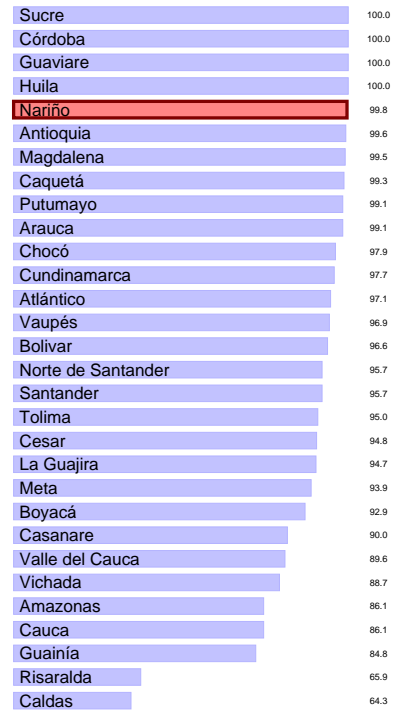 Sucre 100.0
Córdoba 100.0
Guaviare 100.0
Huila 100.0
Nariño 99.8
Antioquia 99.6
Magdalena 99.5
Caquetá 99.3
Putumayo 99.1
Arauca 99.1
Chocó 97.9
Cundinamarca 97.7
Atlántico 97.1
Vaupés 96.9
Bolivar 96.6
Norte de Santander 95.7
Santander 95.7
Tolima 95.0
Cesar 94.8
La Guajira 94.7
Meta 93.9
Boyacá 92.9
Casanare 90.0
Valle del Cauca 89.6
Vichada 88.7
Amazonas 86.1
Cauca 86.1
Guainía 84.8
Risaralda 65.9
Caldas 64.3